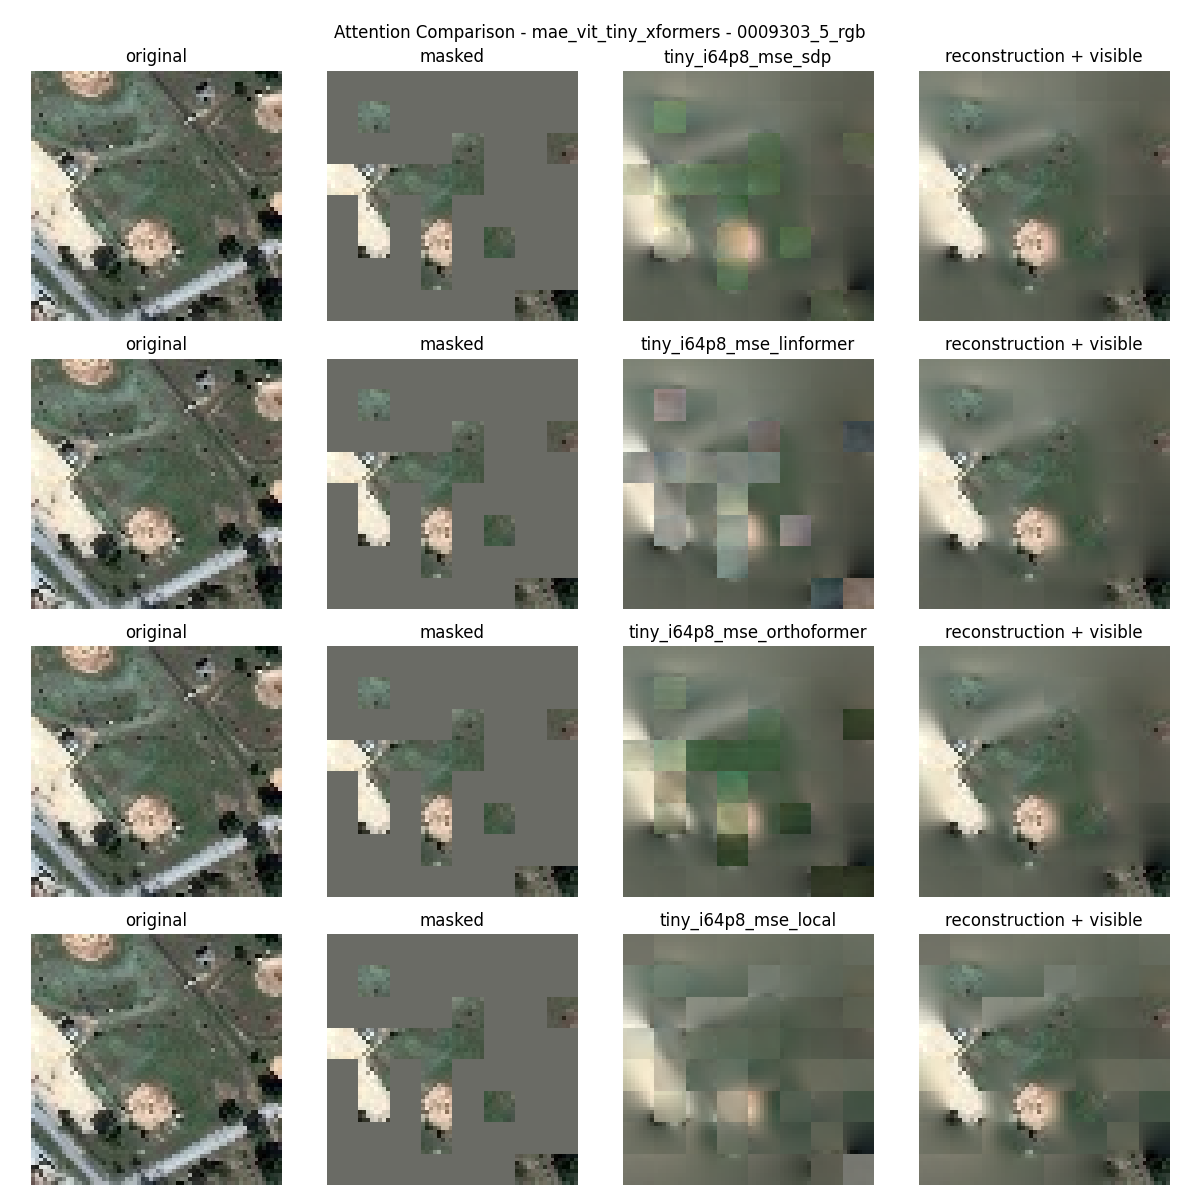 Attention Comparison - mae_vit_tiny_xformers - 0009303_5_rgb
original masked tiny_i64p8_mse_sdp reconstruction + visible
original masked tiny_i64p8_mse_linformer reconstruction + visible
original masked tiny_i64p8_mse_orthoformer reconstruction + visible
original masked tiny_i64p8_mse_local reconstruction + visible